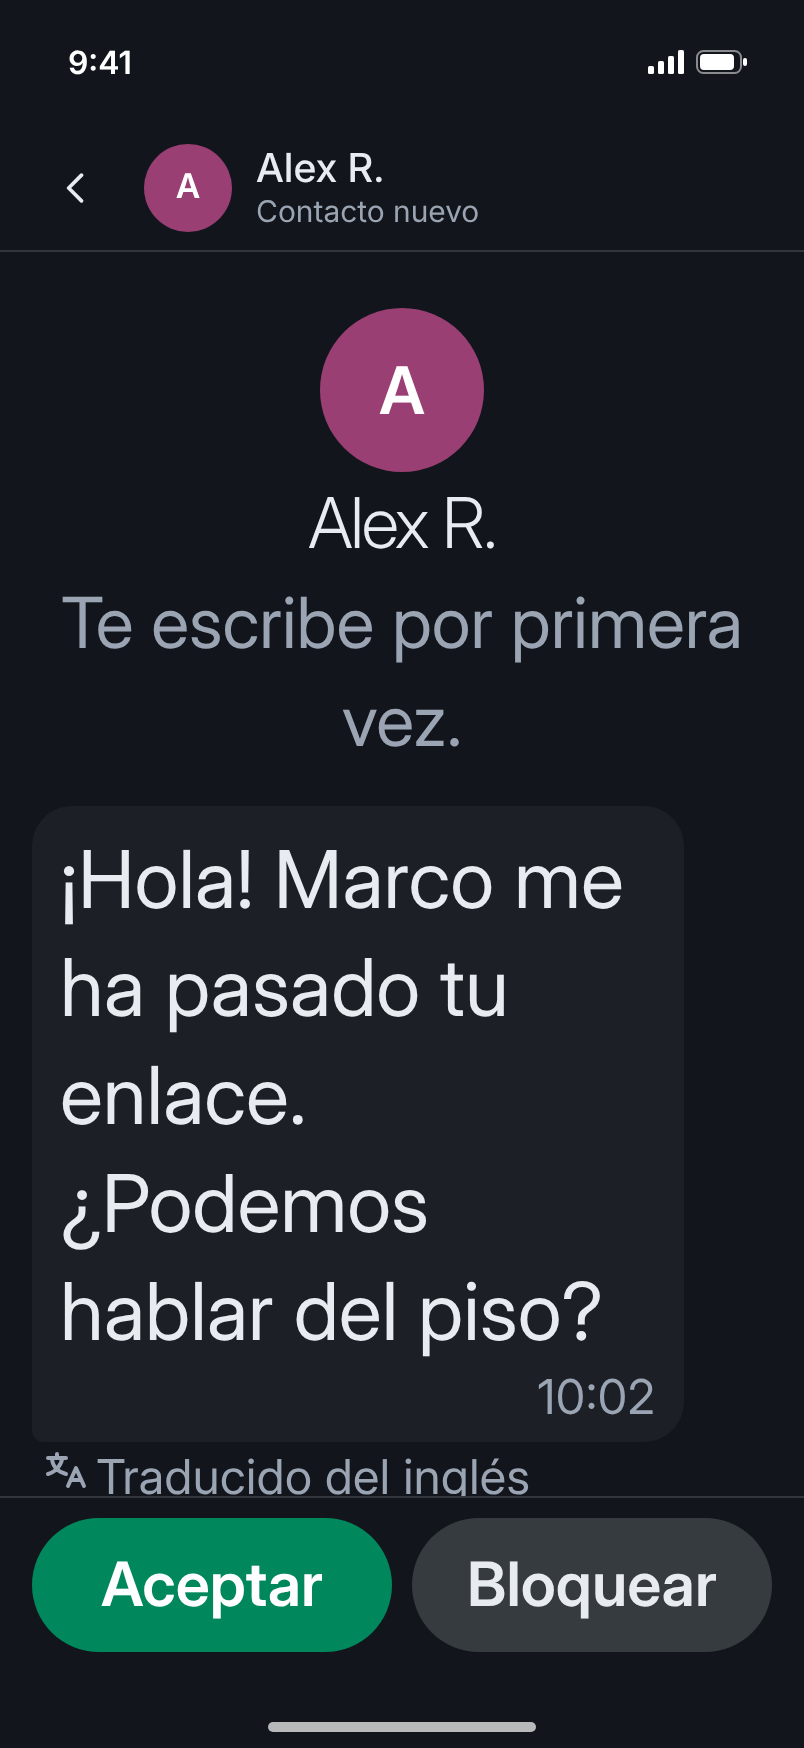 9:41
A
Alex R.
Contacto nuevo
A
Alex R.
Te escribe por primera
vez.
¡Hola! Marco me
ha pasado tu
enlace.
¿Podemos
hablar del piso?
10:02
Traducido del inglés
Aceptar
Bloquear